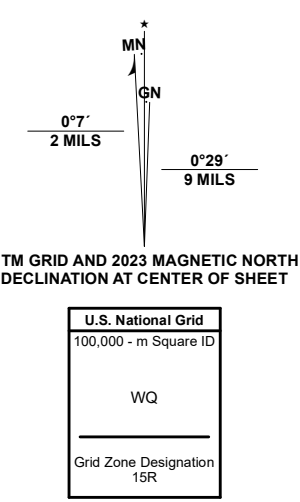 MN
GN
0°7´
2 MILS
0°29´
9 MILS
TM GRID AND 2023 MAGNETIC NORTH
DECLINATION AT CENTER OF SHEET
U.S. National Grid
100,000 - m Square ID
WQ
Grid Zone Designation
15R